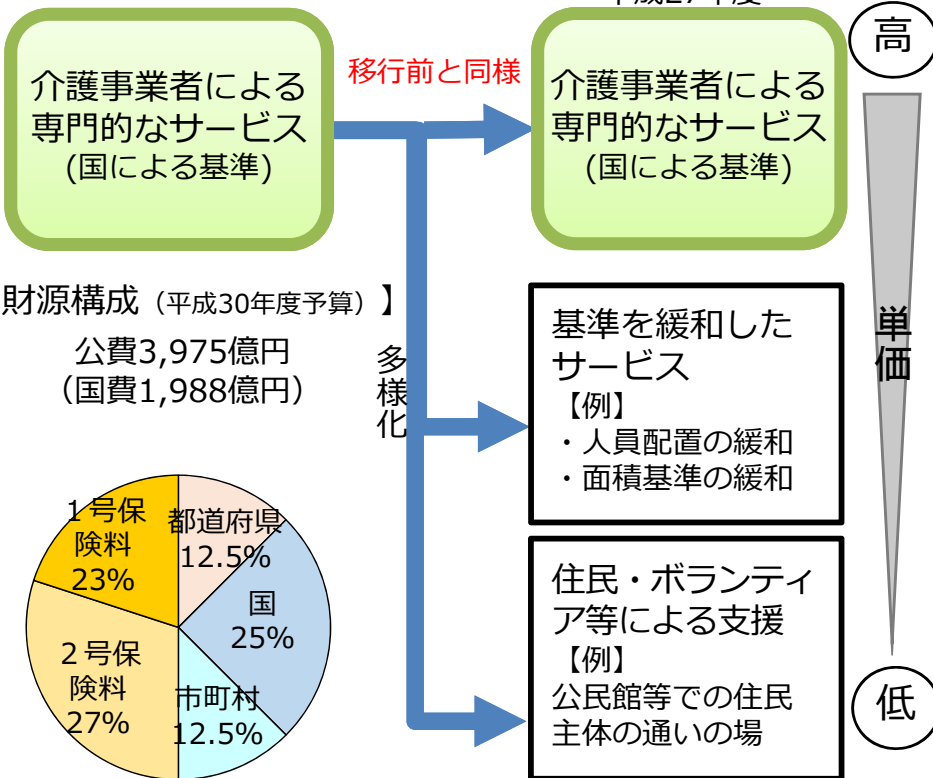 介護事業者による
専門的なサービス
(国による基準)
移行前と同様
介護事業者による
専門的なサービス
(国による基準)
高
単価
低
財源構成（平成30年度予算）】
公費3,975億円
（国費1,988億円）
多様化
基準を緩和した
サービス
【例】
・人員配置の緩和
・面積基準の緩和
1号保
険料
23%
都道府県
12.5%
国
25%
2号保
険料
27%
市町村
12.5%
住民・ボランティ
ア等による支援
【例】
公民館等での住民
主体の通いの場